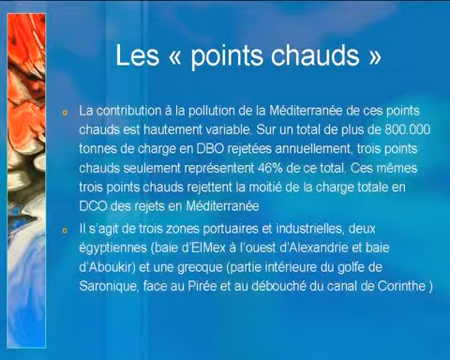 Les « points chauds »
La contribution à la pollution de la Méditerranée de ces points
chauds est hautement variable. Sur un total de plus de 800.000
tonnes de charge en DBO rejetées annuellement, trois points
chauds seulement représentent 46% de ce total. Ces mêmes
trois points chauds rejettent la moitié de la charge totale en
DCO des rejets en Méditerranée
Il s'agit de trois zones portuaires et industrielles, deux
égyptiennes (baie d'ElMex à l'ouest d'Alexandrie et baie
d'Aboukir) et une grecque (partie intérieure du golfe de
Saronique, face au Pirée et au débouché du canal de Corinthe )